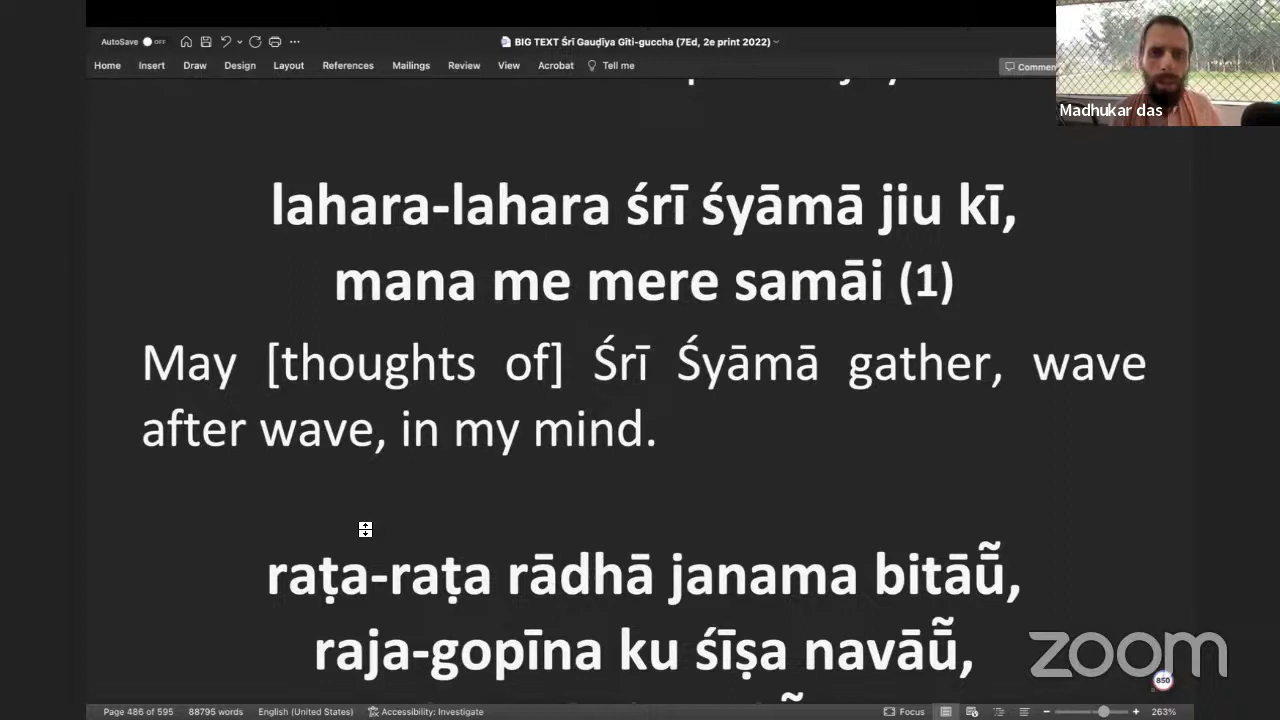 AutoSave OFF
BIG TEXT Śrī Gauḍīya Gīti-guccha (7Ed, 2e print 2022)
Home Insert Draw Design Layout References Mailings Review View Acrobat Tell me
Madhukar das
lahara-lahara śrī śyāmā jiu kī,
mana me mere samāi (1)
May [thoughts of] Śrī Śyāmā gather, wave
after wave, in my mind.
raṭa-raṭa rādhā janama bitāū̃,
raja-gopīna ku śīṣa navāū̃,
zoom
850
Page 486 of 595 88795 words English (United States) Accessibility: Investigate Focus 263%